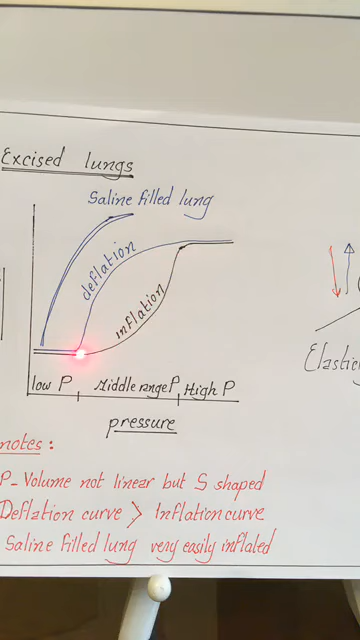 Excised lungs
Saline filled lung
deflation
inflation
low P Middle range P High P
pressure
notes:
P_ Volume not linear but S shaped
Deflation curve > Inflation curve
Saline filled lung very easily inflated
Elastic